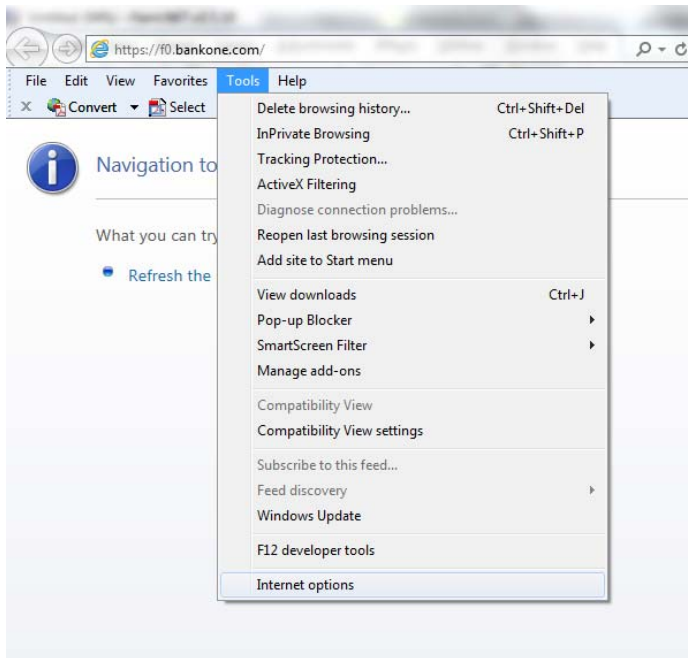 https://f0.bankone.com/
File Edit View Favorites Tools Help
x Convert Select
Navigation to
What you can try
Refresh the
Delete browsing history... Ctrl+Shift+Del
InPrivate Browsing Ctrl+Shift+P
Tracking Protection...
ActiveX Filtering
Diagnose connection problems...
Reopen last browsing session
Add site to Start menu
View downloads Ctrl+J
Pop-up Blocker
SmartScreen Filter
Manage add-ons
Compatibility View
Compatibility View settings
Subscribe to this feed...
Feed discovery
Windows Update
F12 developer tools
Internet options